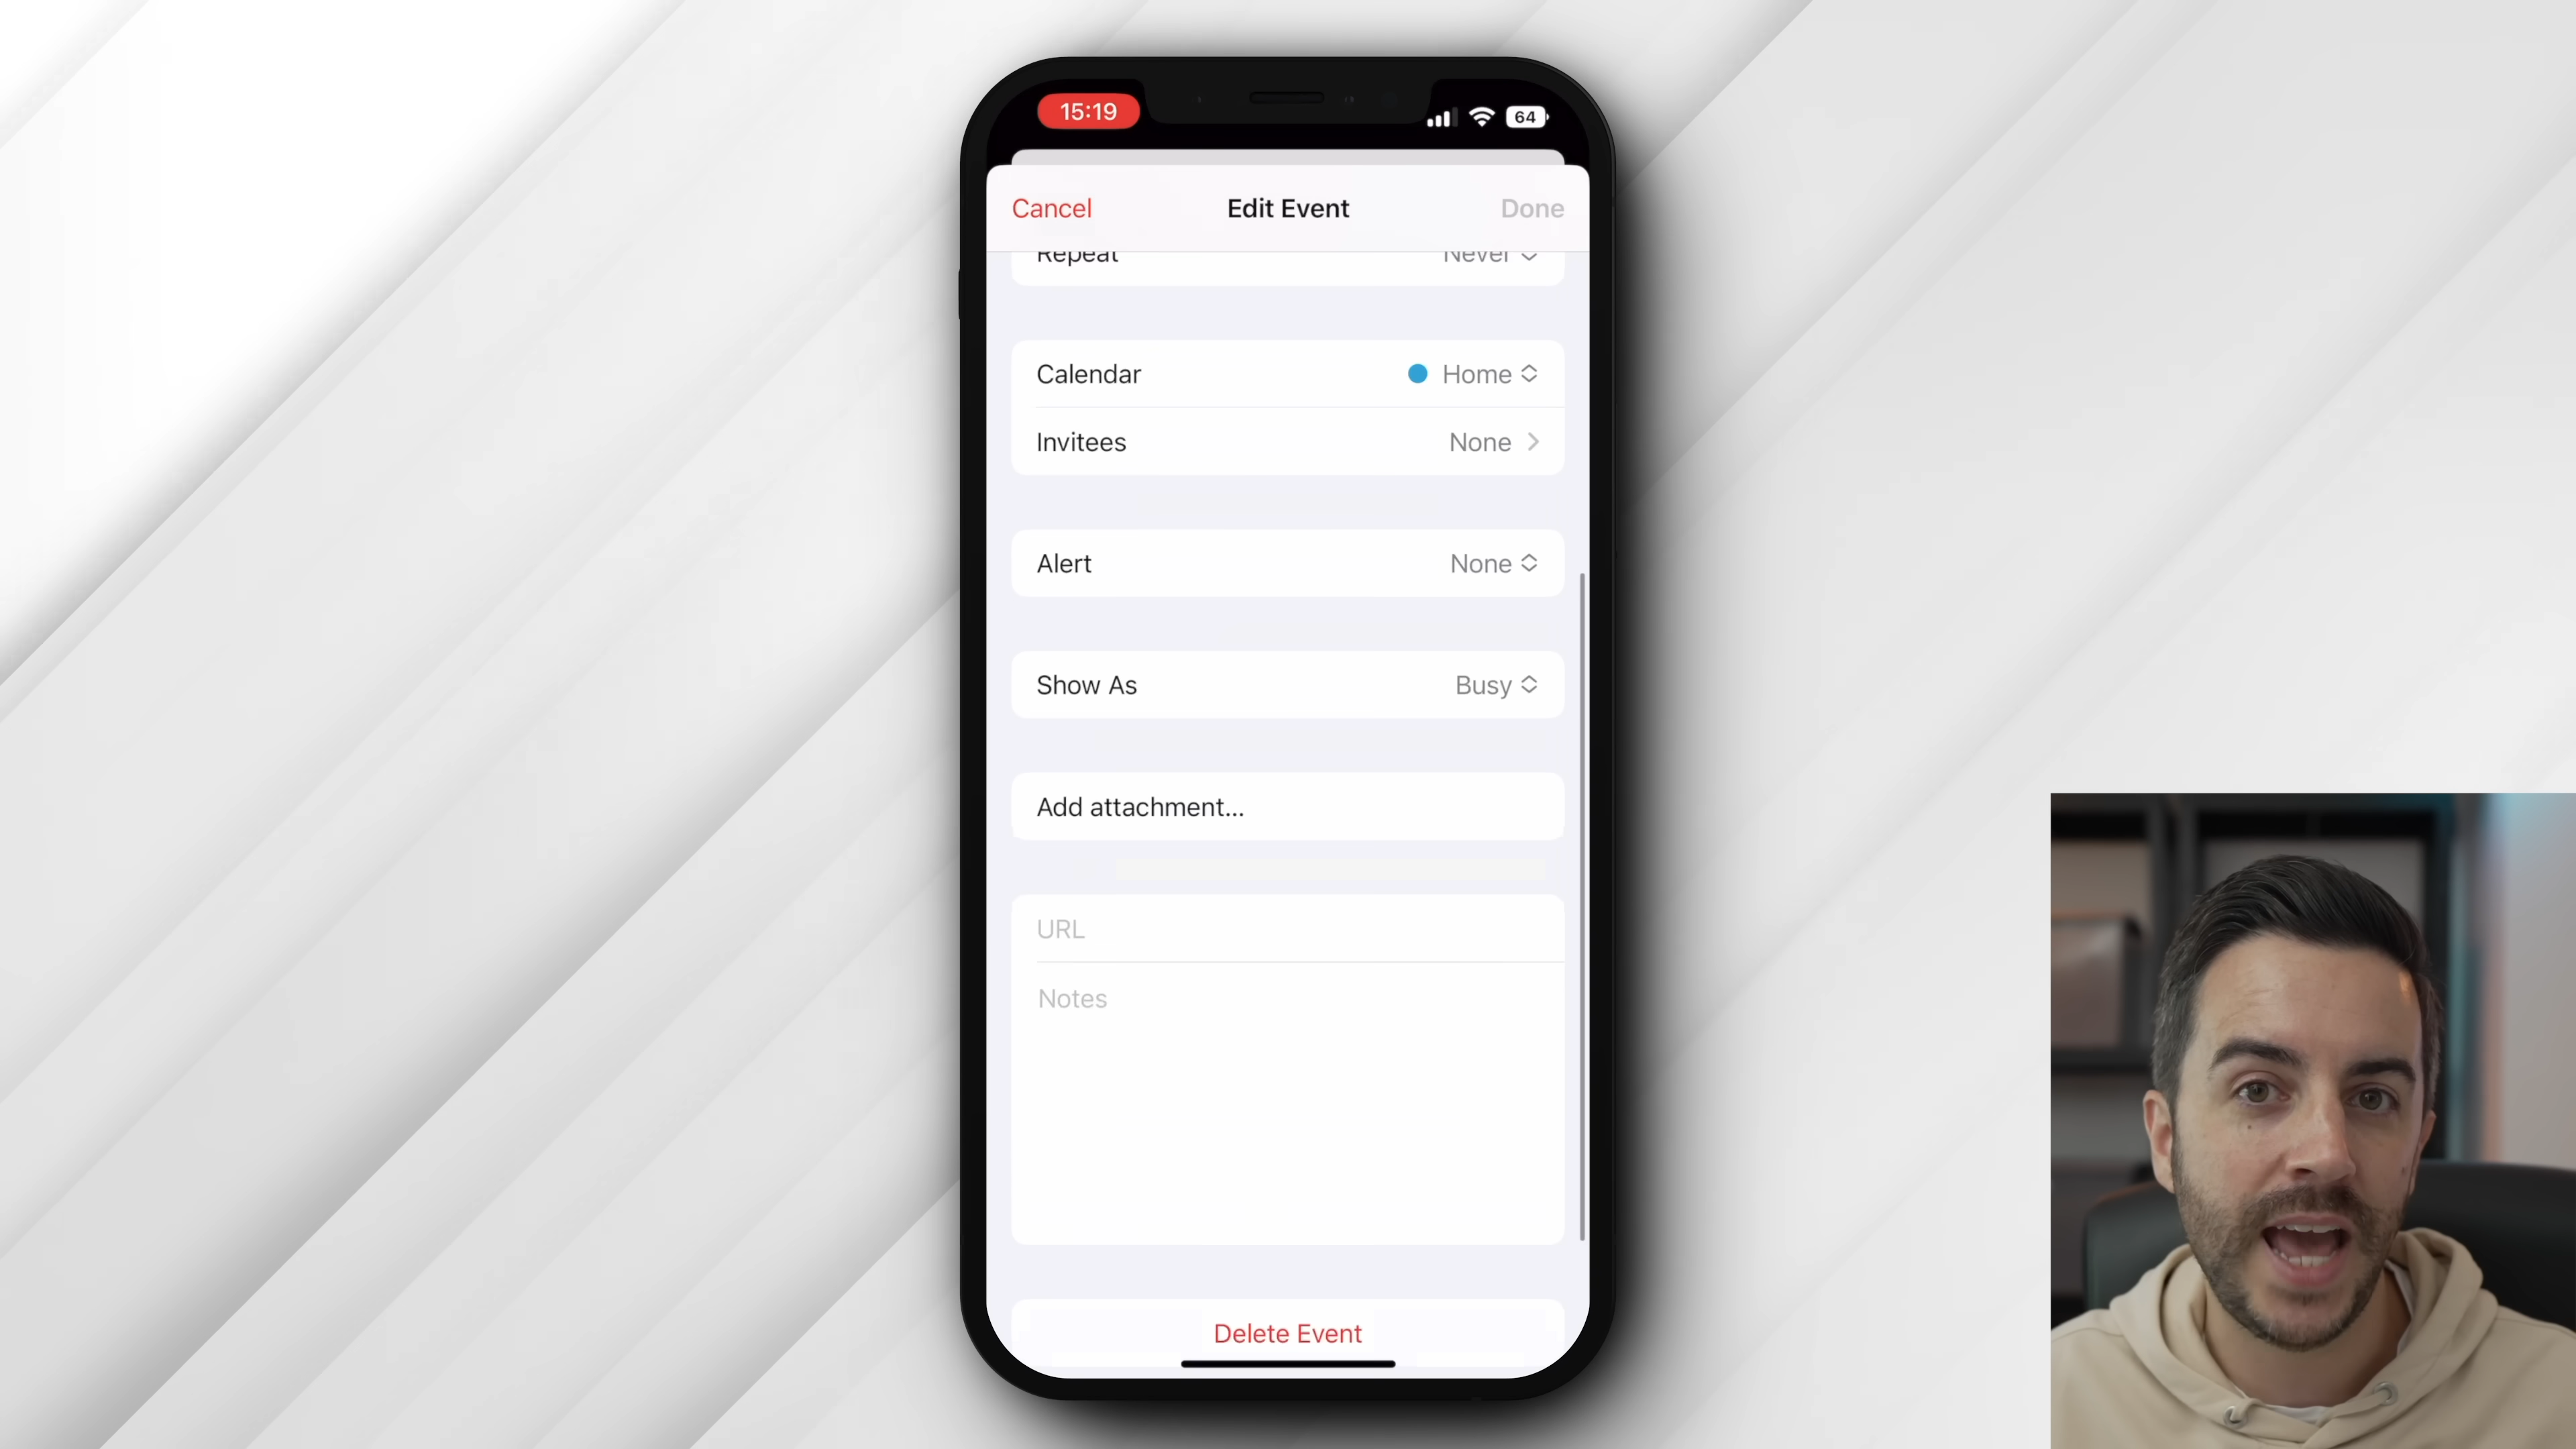 15:19
64
Cancel
Edit Event
Done
Repeat
Never
Calendar
Home
Invitees
None
Alert
None
Show As
Busy
Add attachment...
URL
Notes
Delete Event